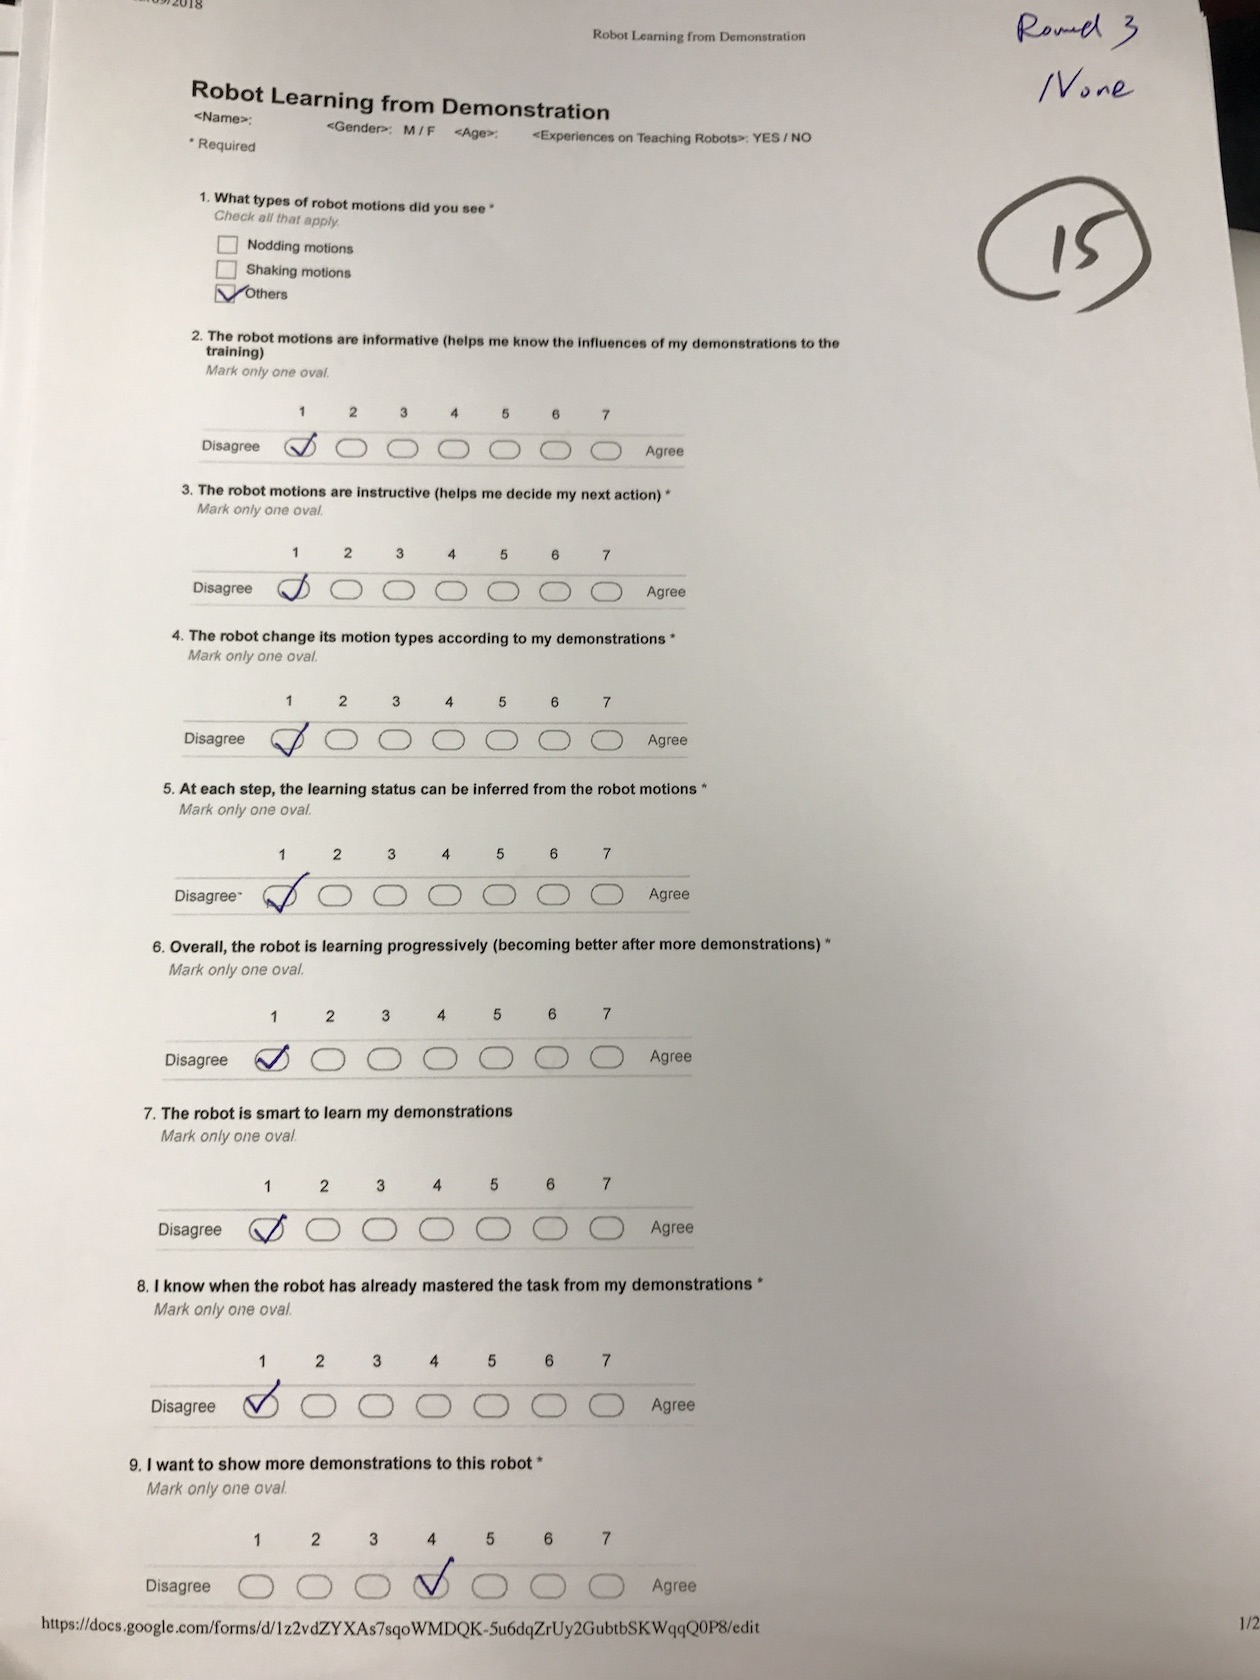 /2018
Robot Learning from Demonstration
Round 3
None
15
Robot Learning from Demonstration
<Name>: <Gender>: M / F <Age>: <Experiences on Teaching Robots>: YES / NO
* Required
1. What types of robot motions did you see *
Check all that apply.
Nodding motions
Shaking motions
Others
2. The robot motions are informative (helps me know the influences of my demonstrations to the
training)
Mark only one oval.
1 2 3 4 5 6 7
Disagree Agree
3. The robot motions are instructive (helps me decide my next action) *
Mark only one oval.
1 2 3 4 5 6 7
Disagree Agree
4. The robot change its motion types according to my demonstrations *
Mark only one oval.
1 2 3 4 5 6 7
Disagree Agree
5. At each step, the learning status can be inferred from the robot motions *
Mark only one oval.
1 2 3 4 5 6 7
Disagree Agree
6. Overall, the robot is learning progressively (becoming better after more demonstrations) *
Mark only one oval.
1 2 3 4 5 6 7
Disagree Agree
7. The robot is smart to learn my demonstrations
Mark only one oval.
1 2 3 4 5 6 7
Disagree Agree
8. I know when the robot has already mastered the task from my demonstrations *
Mark only one oval.
1 2 3 4 5 6 7
Disagree Agree
9. I want to show more demonstrations to this robot *
Mark only one oval.
1 2 3 4 5 6 7
Disagree Agree
https://docs.google.com/forms/d/1z2vdZYXAs7sqoWMDQK-5u6dqZrUy2GubtbSKWqqQ0P8/edit
1/2